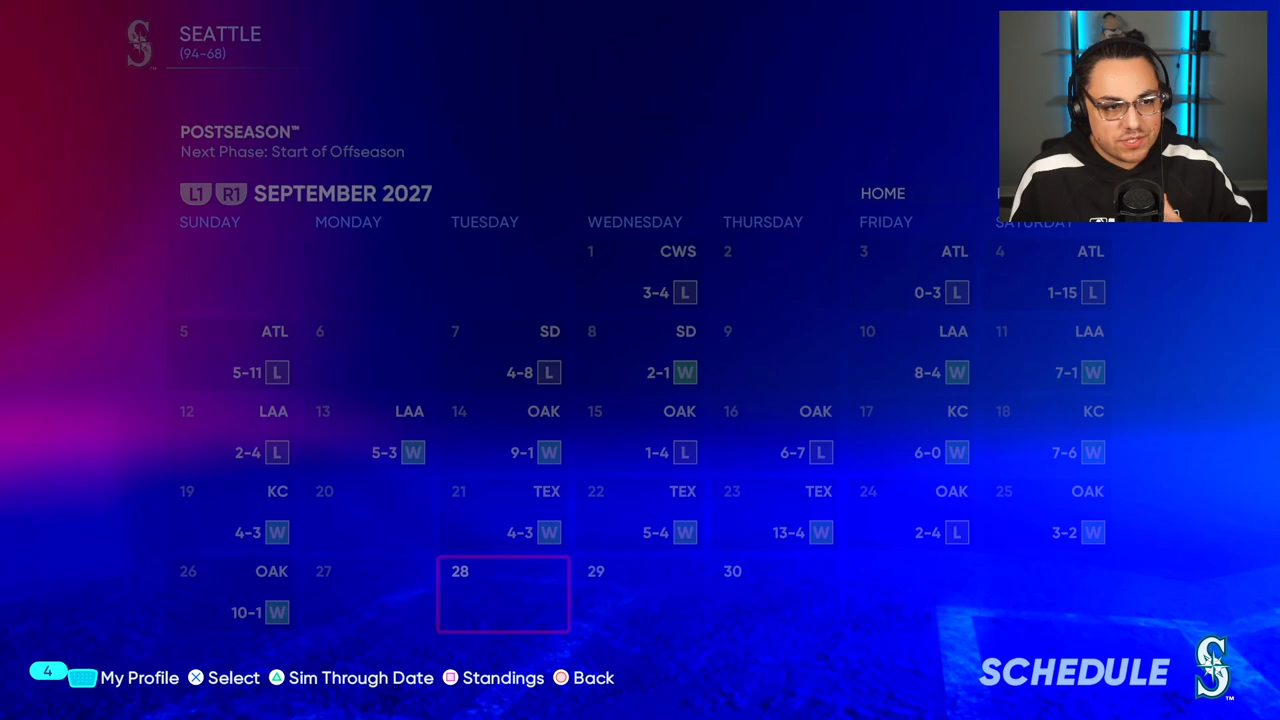 SEATTLE
(94-68)
POSTSEASON™
Next Phase: Start of Offseason
L1 R1 SEPTEMBER 2027 HOME
SUNDAY MONDAY TUESDAY WEDNESDAY THURSDAY FRIDAY SATURDAY
1 CWS 2 3 ATL 4 ATL
3-4 L 0-3 L 1-15 L
5 ATL 6 7 SD 8 SD 9 10 LAA 11 LAA
5-11 L 4-8 L 2-1 W 8-4 W 7-1 W
12 LAA 13 LAA 14 OAK 15 OAK 16 OAK 17 KC 18 KC
2-4 L 5-3 W 9-1 W 1-4 L 6-7 L 6-0 W 7-6 W
19 KC 20 21 TEX 22 TEX 23 TEX 24 OAK 25 OAK
4-3 W 4-3 W 5-4 W 13-4 W 2-4 L 3-2 W
26 OAK 27 28 29 30
10-1 W
4 My Profile Select Sim Through Date Standings Back
SCHEDULE S™